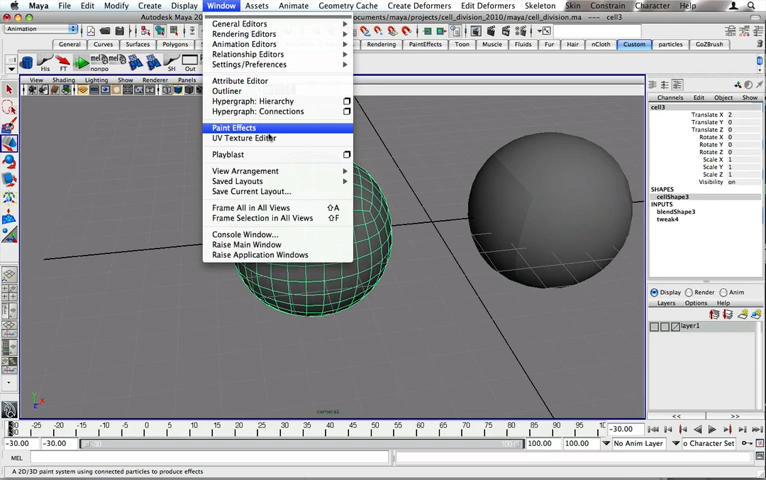 Maya File Edit Modify Create Display Window Assets Animate Geometry Cache Create Deformers Edit Deformers Skeleton Skin Constrain Character Help
documents/maya/projects/cell_division_2010/maya/cell_division.ma --- cell3
Animation
General Curves Surfaces Polygons Rendering PaintEffects Toon Muscle Fluids Fur Hair nCloth Custom particles GoZBrush
His FT nonpo SH Out
View Shading Lighting Show Renderer Panels
General Editors
Rendering Editors
Animation Editors
Relationship Editors
Settings/Preferences
Attribute Editor
Outliner
Hypergraph: Hierarchy
Hypergraph: Connections
Paint Effects
UV Texture Editor
Playblast
View Arrangement
Saved Layouts
Save Current Layout...
Frame All in All Views ⇧A
Frame Selection in All Views ⇧F
Console Window...
Raise Main Window
Raise Application Windows
Channels Edit Object Show
cell3
Translate X 2
Translate Y 0
Translate Z 0
Rotate X 0
Rotate Y 0
Rotate Z 0
Scale X 1
Scale Y 1
Scale Z 1
Visibility on
SHAPES
cellShape3
INPUTS
blendShape3
tweak4
Display Render Anim
Layers Options Help
layer1
<< >>
camera1
-25 -20 -15 -10 -5 0 5 10 15 20 25 30 35 40 45 50 55 60 65 70 75 80 85 90 95 10
-30.00
-30.00 -30.00 100.00 100.00 No Anim Layer o Character Set
MEL
A 2D/3D paint system using connected particles to produce effects